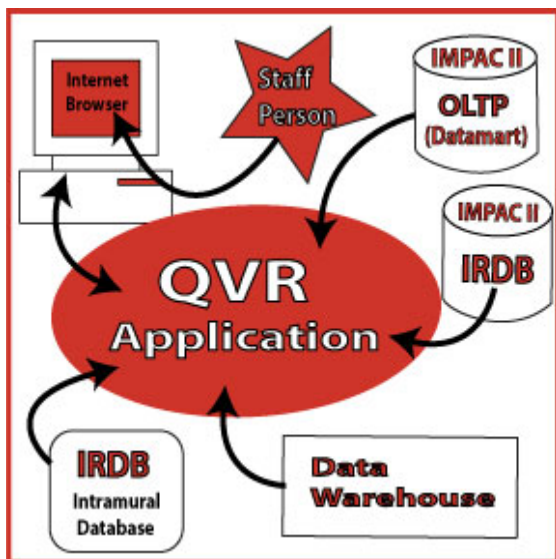 Internet
Browser
Staff
Person
IMPAC II
OLTP
(Datamart)
IMPAC II
IRDB
QVR
Application
IRDB
Intramural
Database
Data
Warehouse